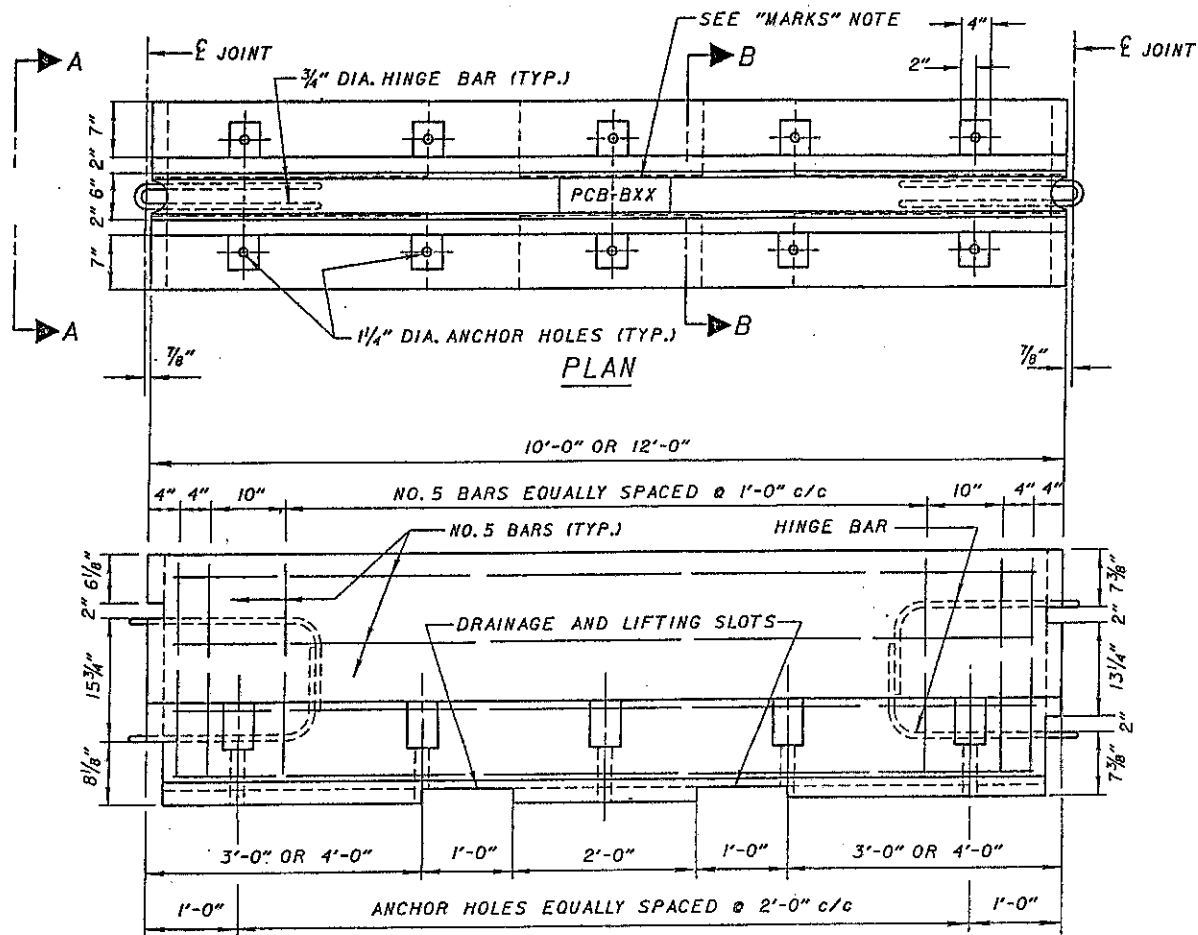 SEE "MARKS" NOTE
4"
A
℄ JOINT
B
℄ JOINT
3/4" DIA. HINGE BAR (TYP.)
2"
7"
2"
6"
PCB-BXX
2"
7"
A
B
1 1/4" DIA. ANCHOR HOLES (TYP.)
7/8"
PLAN
7/8"
10'-0" OR 12'-0"
4" 4" 10" NO. 5 BARS EQUALLY SPACED @ 1'-0" c/c 10" 4" 4"
NO. 5 BARS (TYP.)
HINGE BAR
6 1/8"
7 3/8"
2"
2"
DRAINAGE AND LIFTING SLOTS
15 3/4"
13 1/4"
2"
8 1/8"
7 3/8"
3'-0" OR 4'-0" 1'-0" 2'-0" 1'-0" 3'-0" OR 4'-0"
1'-0" ANCHOR HOLES EQUALLY SPACED @ 2'-0" c/c 1'-0"